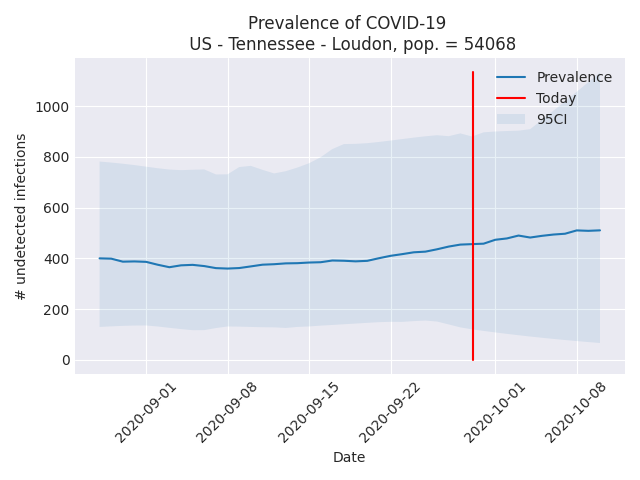 Prevalence of COVID-19
US - Tennessee - Loudon, pop. = 54068
Prevalence
Today
95CI
# undetected infections
1000
800
600
400
200
0
2020-09-01
2020-09-08
2020-09-15
2020-09-22
2020-10-01
2020-10-08
Date